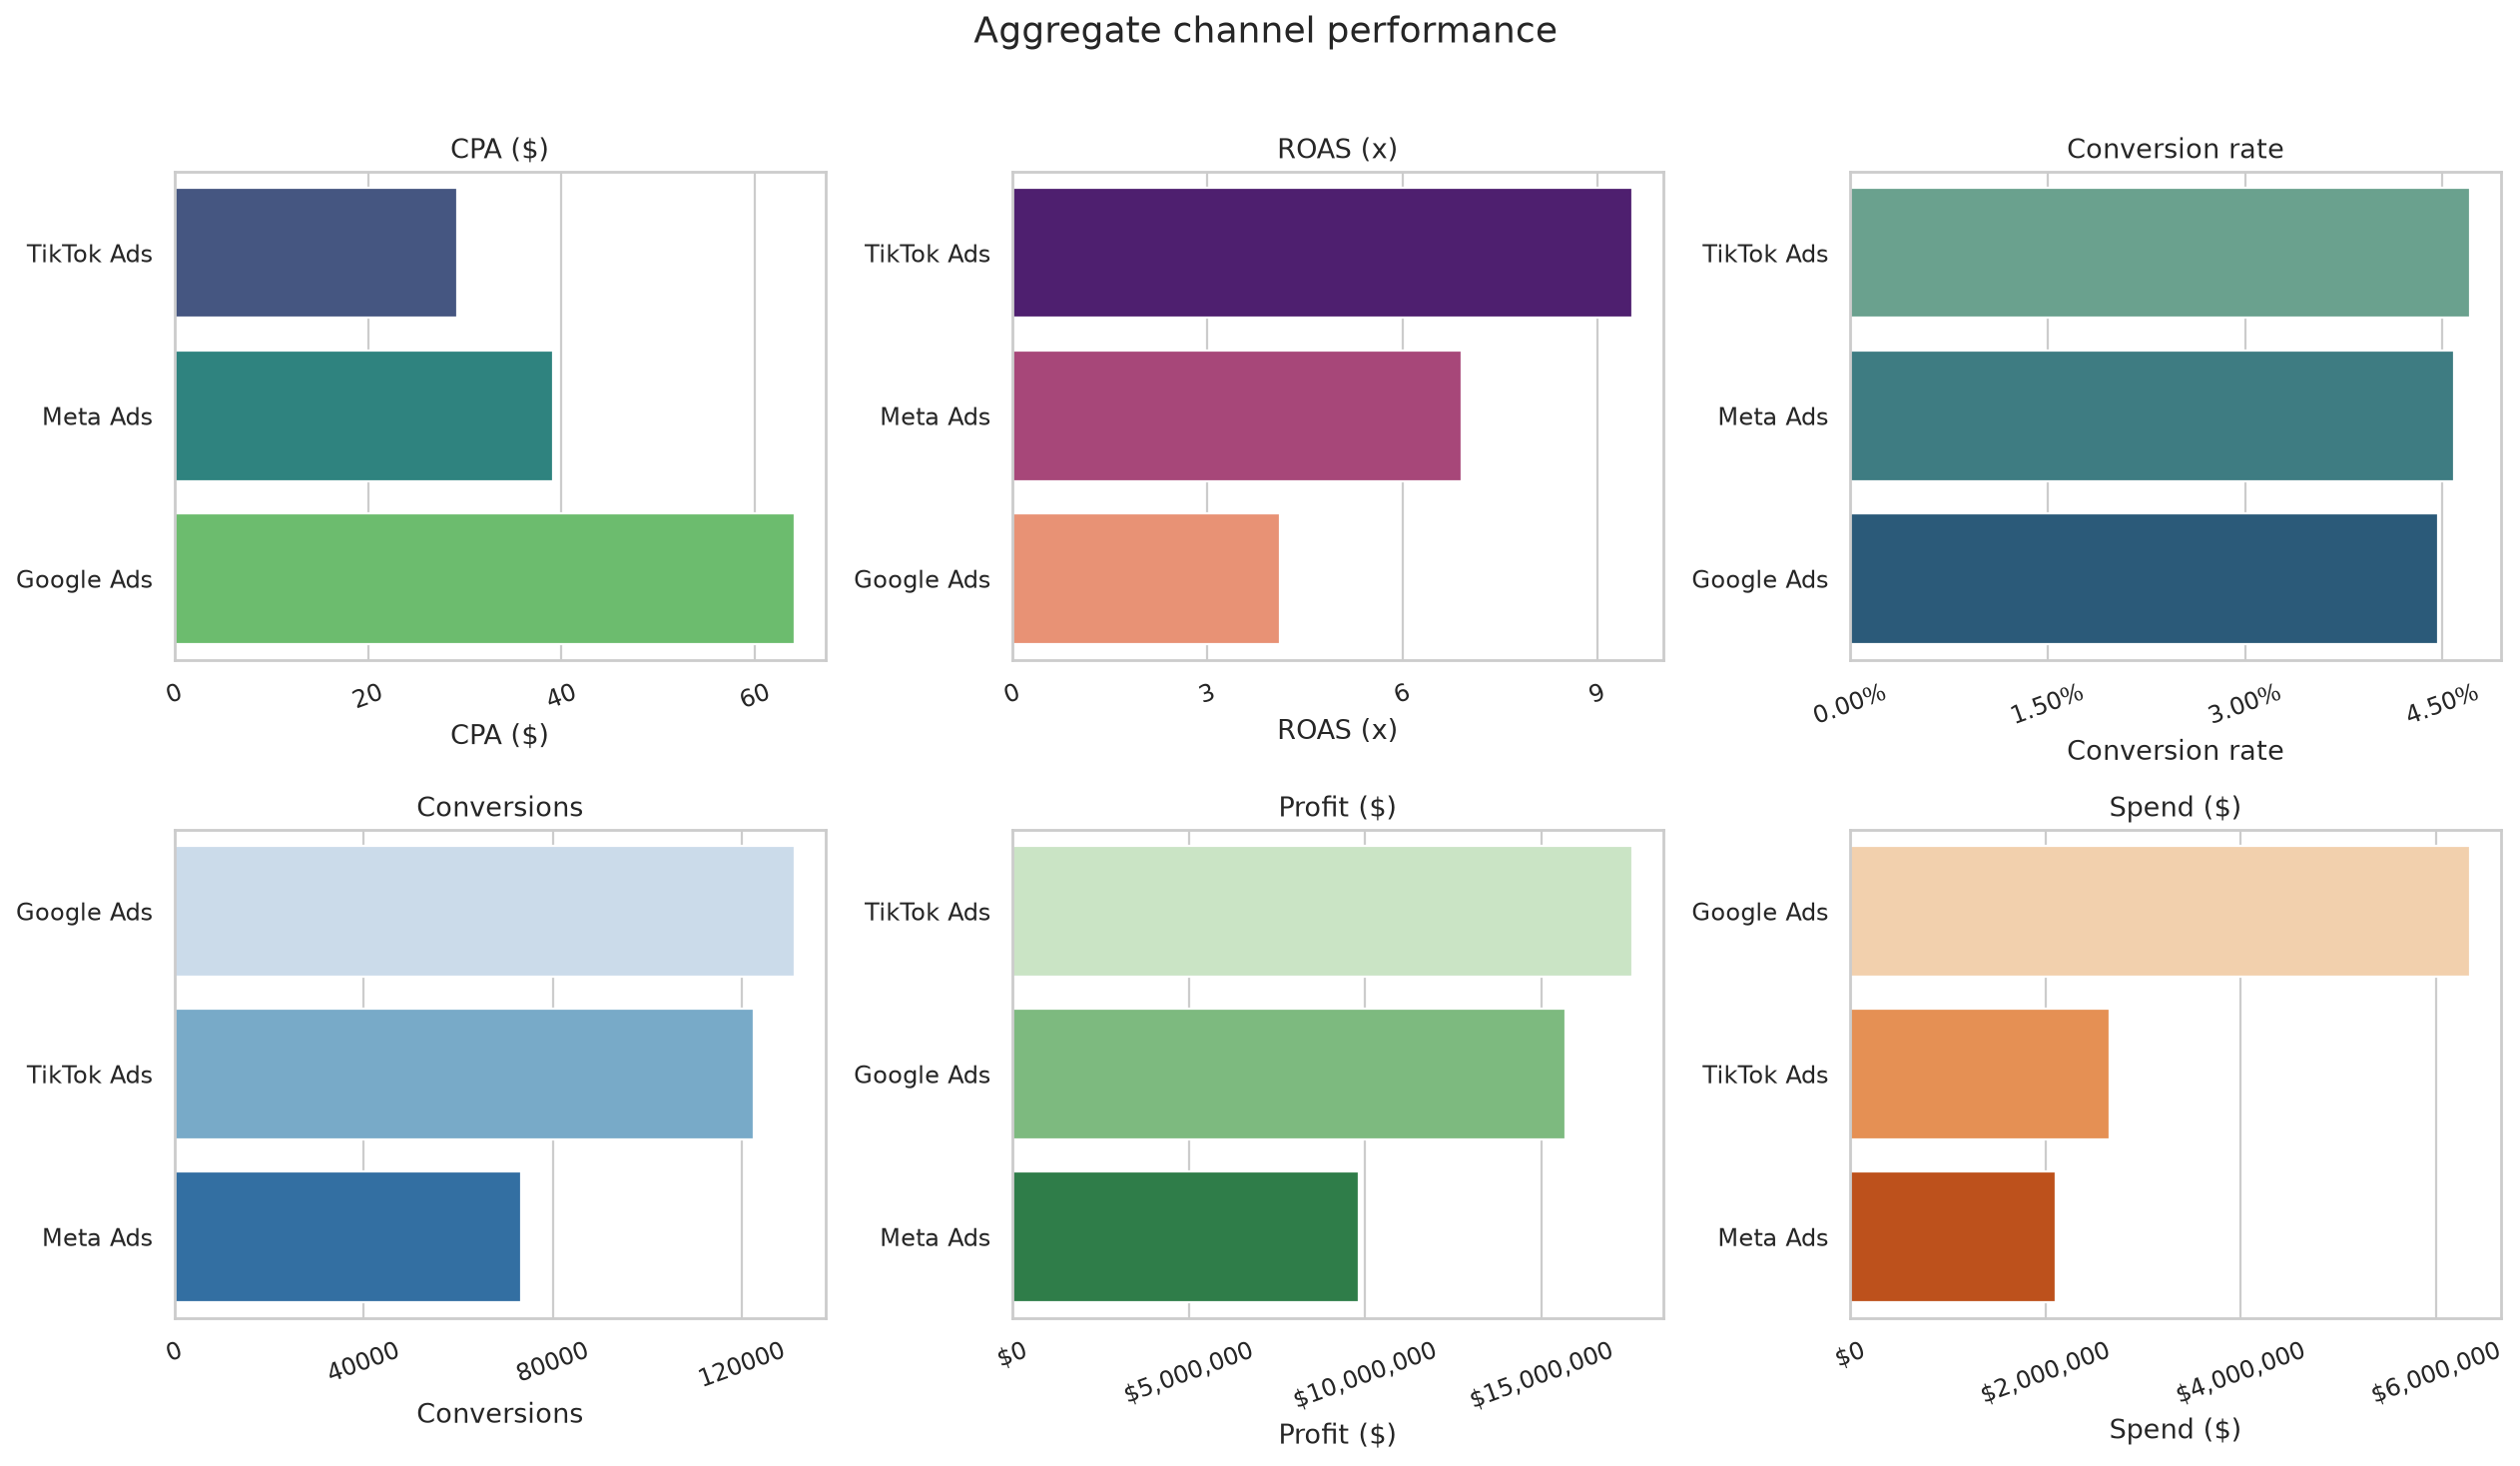 Aggregate channel performance
CPA ($)
TikTok Ads
Meta Ads
Google Ads
0
20
40
60
CPA ($)
ROAS (x)
TikTok Ads
Meta Ads
Google Ads
0
3
6
9
ROAS (x)
Conversion rate
TikTok Ads
Meta Ads
Google Ads
0.00%
1.50%
3.00%
4.50%
Conversion rate
Conversions
Google Ads
TikTok Ads
Meta Ads
0
40000
80000
120000
Conversions
Profit ($)
TikTok Ads
Google Ads
Meta Ads
$0
$5,000,000
$10,000,000
$15,000,000
Profit ($)
Spend ($)
Google Ads
TikTok Ads
Meta Ads
$0
$2,000,000
$4,000,000
$6,000,000
Spend ($)